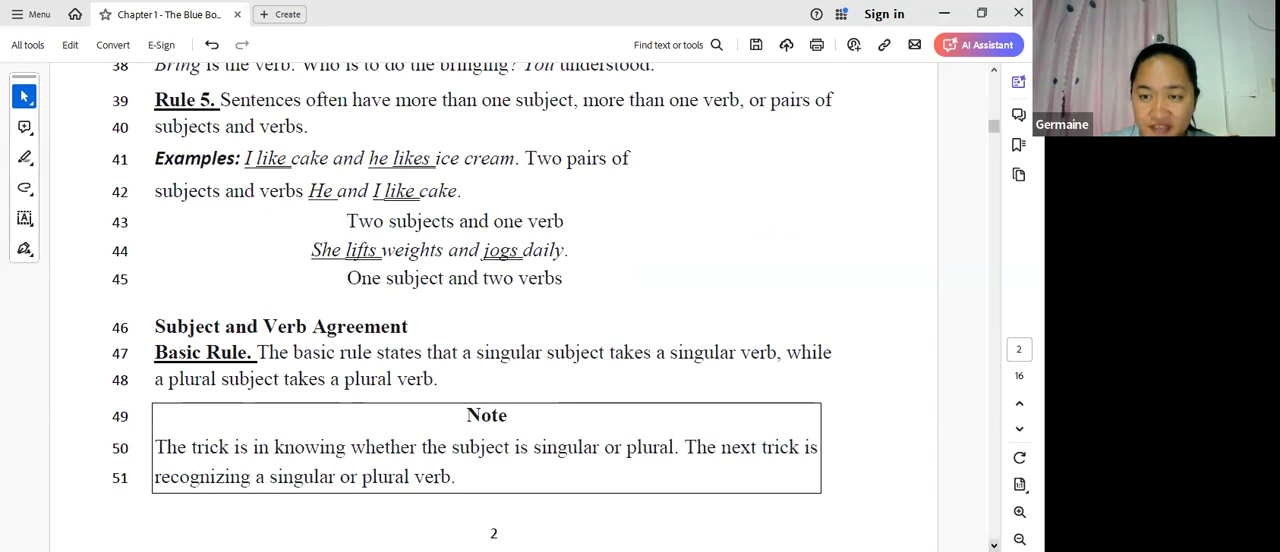 Menu
Chapter1 - The Blue Bo...
Create
Sign in
All tools
Edit
Convert
E-Sign
Find text or tools
AI Assistant
38 Bring is the verb. Who is to do the bringing? You understood.
39 Rule 5. Sentences often have more than one subject, more than one verb, or pairs of
40 subjects and verbs.
41 Examples: I like cake and he likes ice cream. Two pairs of
42 subjects and verbs He and I like cake.
43 Two subjects and one verb
44 She lifts weights and jogs daily.
45 One subject and two verbs
46 Subject and Verb Agreement
47 Basic Rule. The basic rule states that a singular subject takes a singular verb, while
48 a plural subject takes a plural verb.
49 Note
50 The trick is in knowing whether the subject is singular or plural. The next trick is
51 recognizing a singular or plural verb.
2
2
16
Germaine